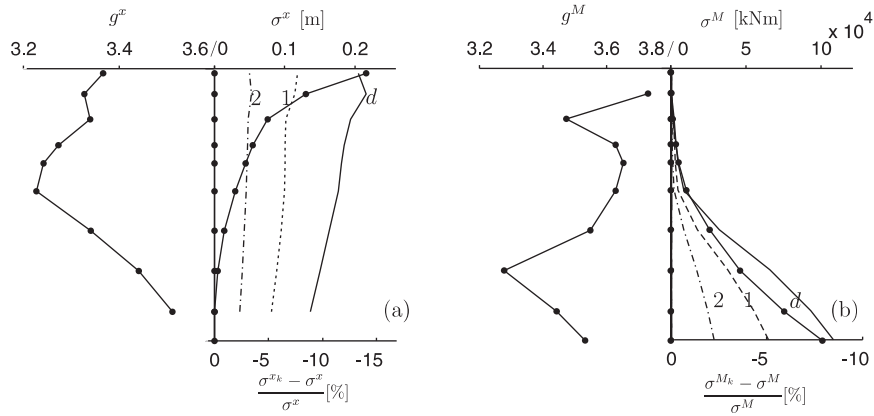 g^x σ^x [m]
3.2 3.4 3.6/0 0.1 0.2
2 1 d
(a)
0 -5 -10 -15
\frac{σ^{x_k} - σ^x}{σ^x}[%]
g^M σ^M [kNm] x 10^4
3.2 3.4 3.6 3.8/0 5 10
2 1 d
(b)
0 -5 -10
\frac{σ^{M_k} - σ^M}{σ^M}[%]